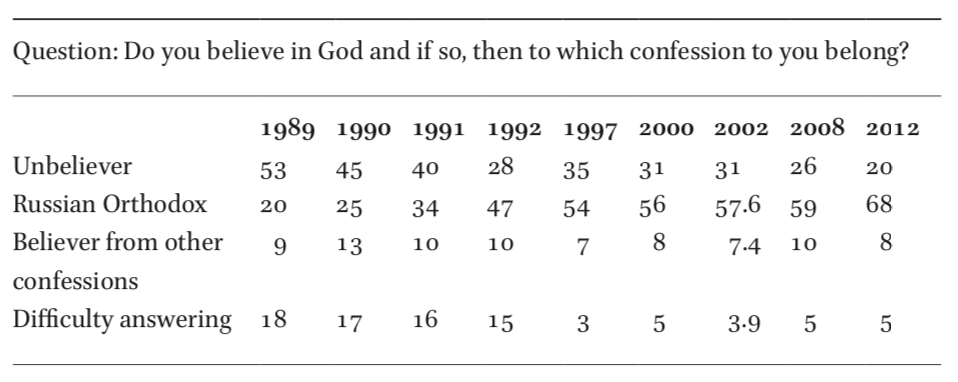 Question: Do you believe in God and if so, then to which confession to you belong?
1989 1990 1991 1992 1997 2000 2002 2008 2012
Unbeliever 53 45 40 28 35 31 31 26 20
Russian Orthodox 20 25 34 47 54 56 57.6 59 68
Believer from other 9 13 10 10 7 8 7.4 10 8
confessions
Difficulty answering 18 17 16 15 3 5 3.9 5 5